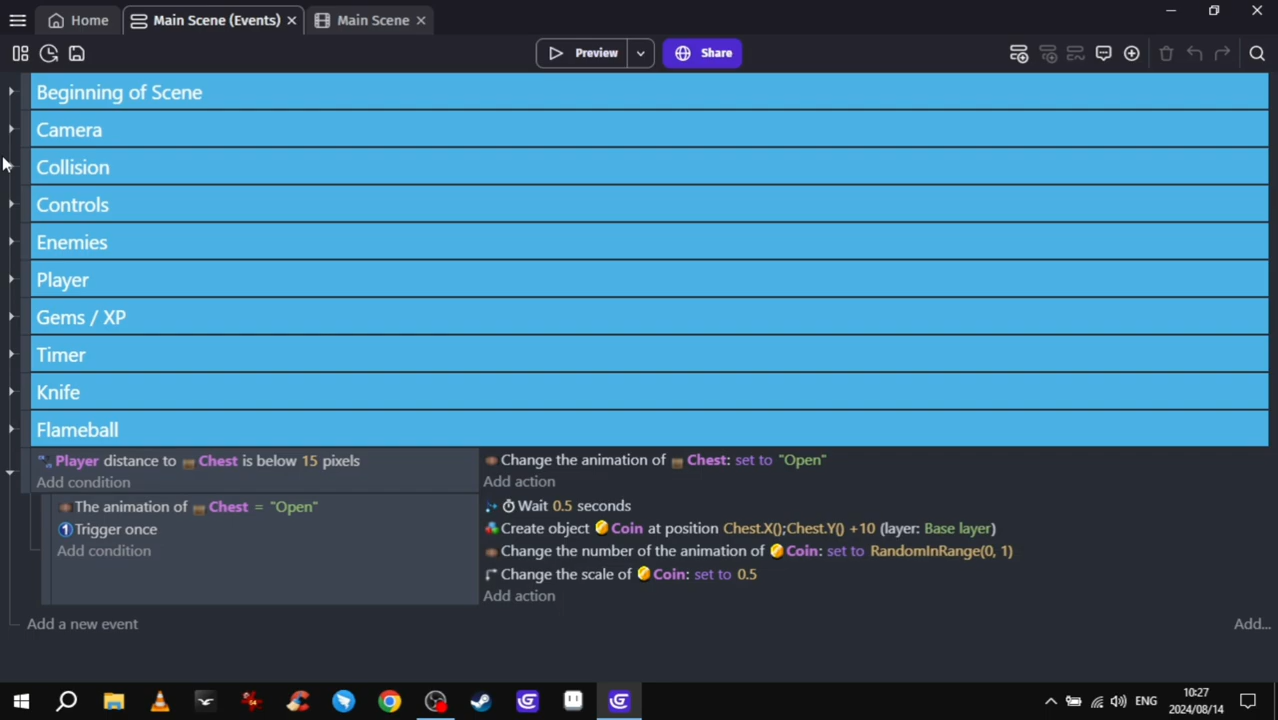 Home
Main Scene (Events)
Main Scene
Preview
Share
Beginning of Scene
Camera
Collision
Controls
Enemies
Player
Gems / XP
Timer
Knife
Flameball
Player distance to Chest is below 15 pixels
Add condition
Change the animation of Chest: set to "Open"
Add action
The animation of Chest = "Open"
Trigger once
Add condition
Wait 0.5 seconds
Create object Coin at position Chest.X();Chest.Y() +10 (layer: Base layer)
Change the number of the animation of Coin: set to RandomInRange(0, 1)
Change the scale of Coin: set to 0.5
Add action
Add a new event
Add...
ENG
10:27
2024/08/14